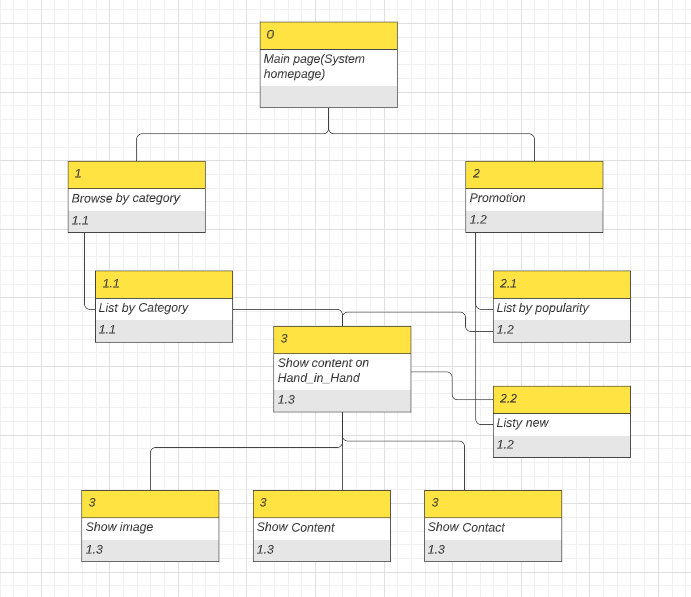 0
Main page(System
homepage)
1
Browse by category
1.1
2
Promotion
1.2
1.1
List by Category
1.1
2.1
List by popularity
1.2
3
Show content on
Hand_in_Hand
1.3
2.2
Listy new
1.2
3
Show image
1.3
3
Show Content
1.3
3
Show Contact
1.3